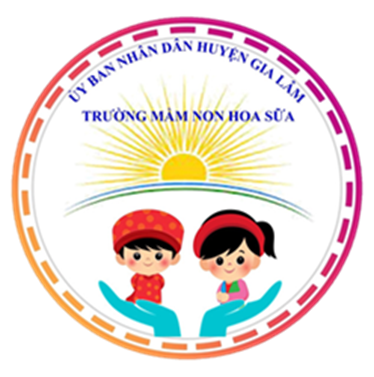 ỦY BAN NHÂN DÂN HUYỆN GIA LÂM
TRƯỜNG MẦM NON HOA SỮA